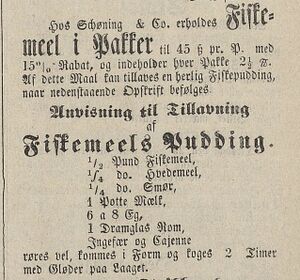 Hos Schøning & Co. erholdes Fiske-
meel i Pakker til 45 ß pr. P. med
15 % Rabat, og indeholder hver Pakke 2½ ℔.
Af dette Maal kan tillaves en herlig Fiskepudding,
naar nedenstaaende Opskrift befølges.
Anvisning til Tillavning
af
Fiskemeels Pudding.
1/2 Pund Fiskemeel,
1/4 do. Hvedemeel,
1/4 do. Smør,
1 Potte Mælk,
6 a 8 Eg,
1 Dramglas Rom,
Ingefær og Cajenne
røres vel, kommes i Form og koges 2 Timer
med Gløder paa Laaget.